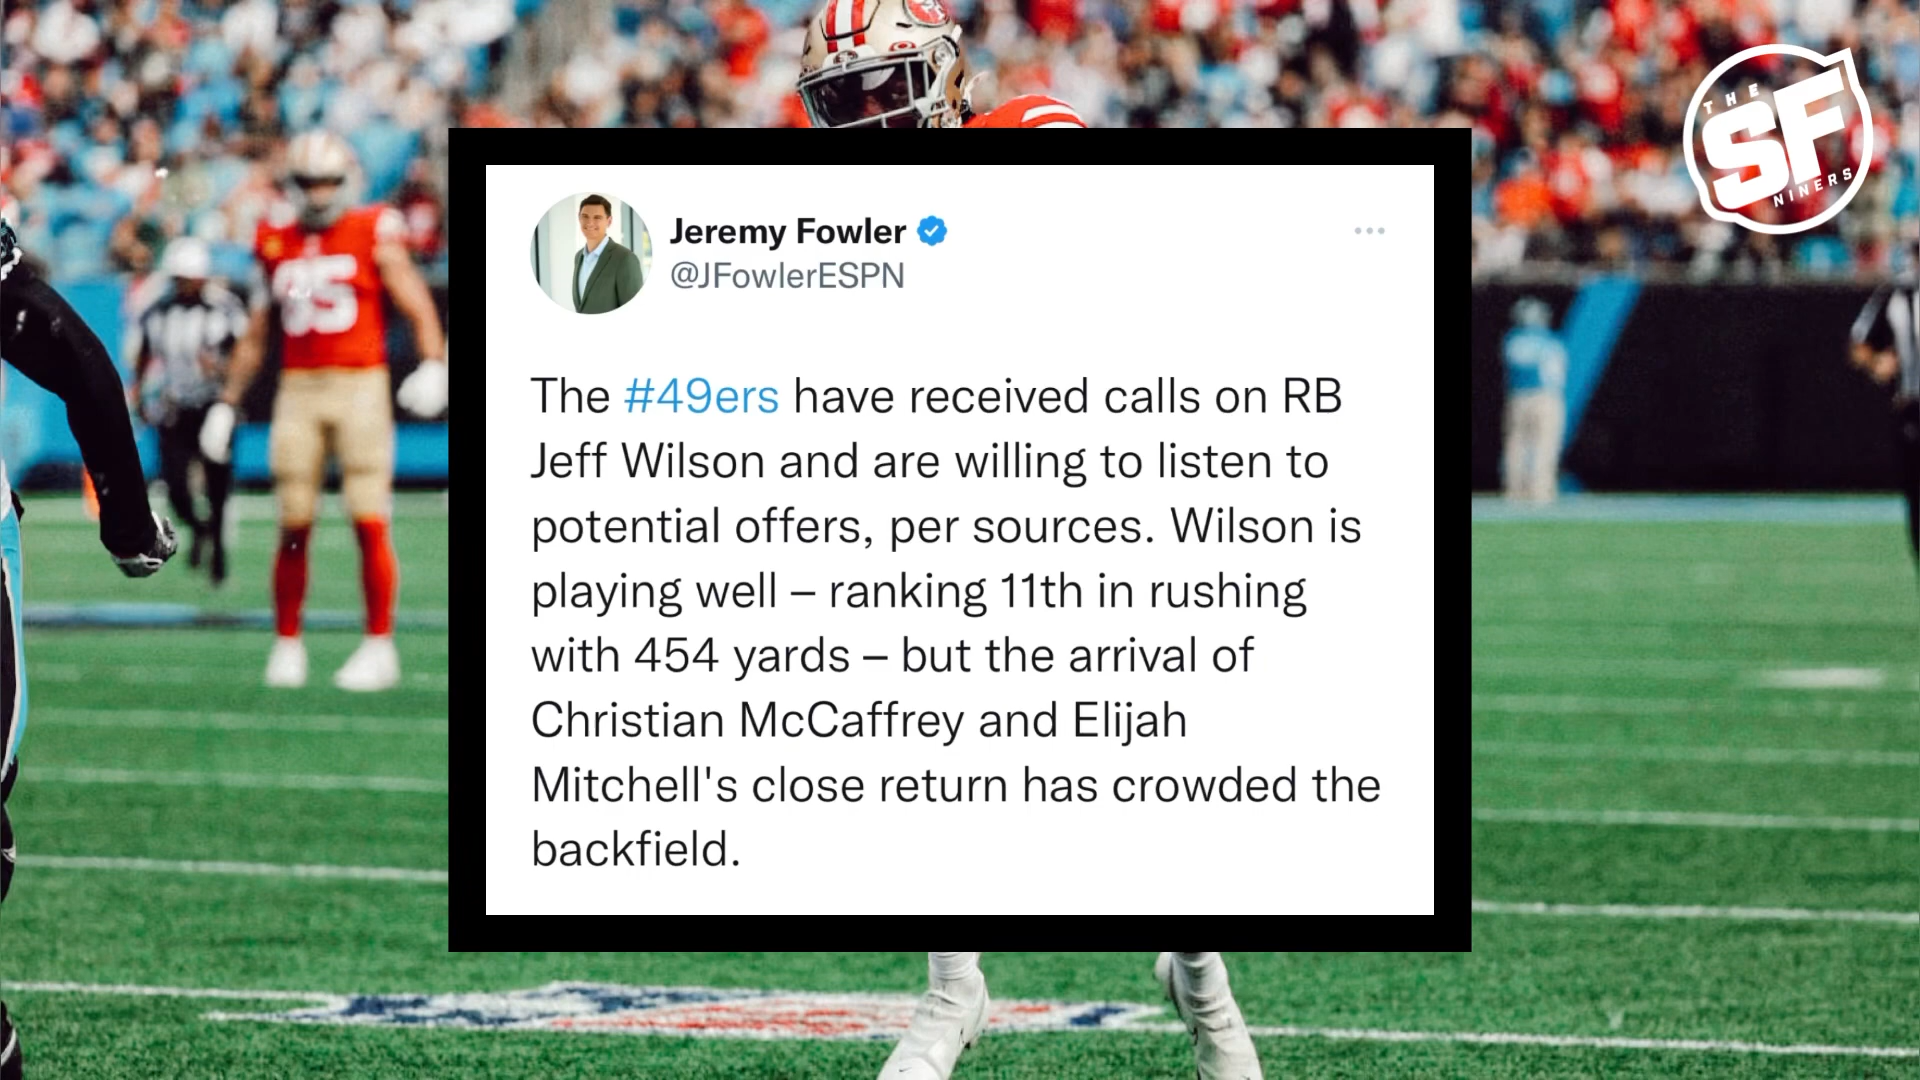 THE
SF
NINERS
Jeremy Fowler
@JFowlerESPN
The #49ers have received calls on RB
Jeff Wilson and are willing to listen to
potential offers, per sources. Wilson is
playing well – ranking 11th in rushing
with 454 yards – but the arrival of
Christian McCaffrey and Elijah
Mitchell's close return has crowded the
backfield.
85